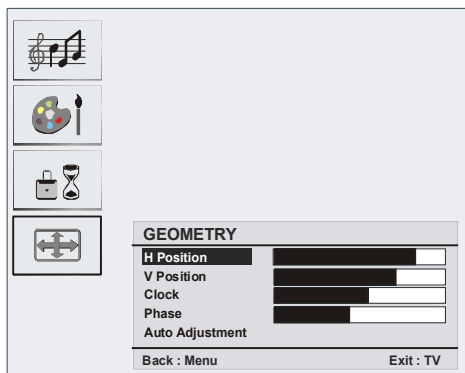 GEOMETRY
H Position
V Position
Clock
Phase
Auto Adjustment
Back : Menu Exit : TV